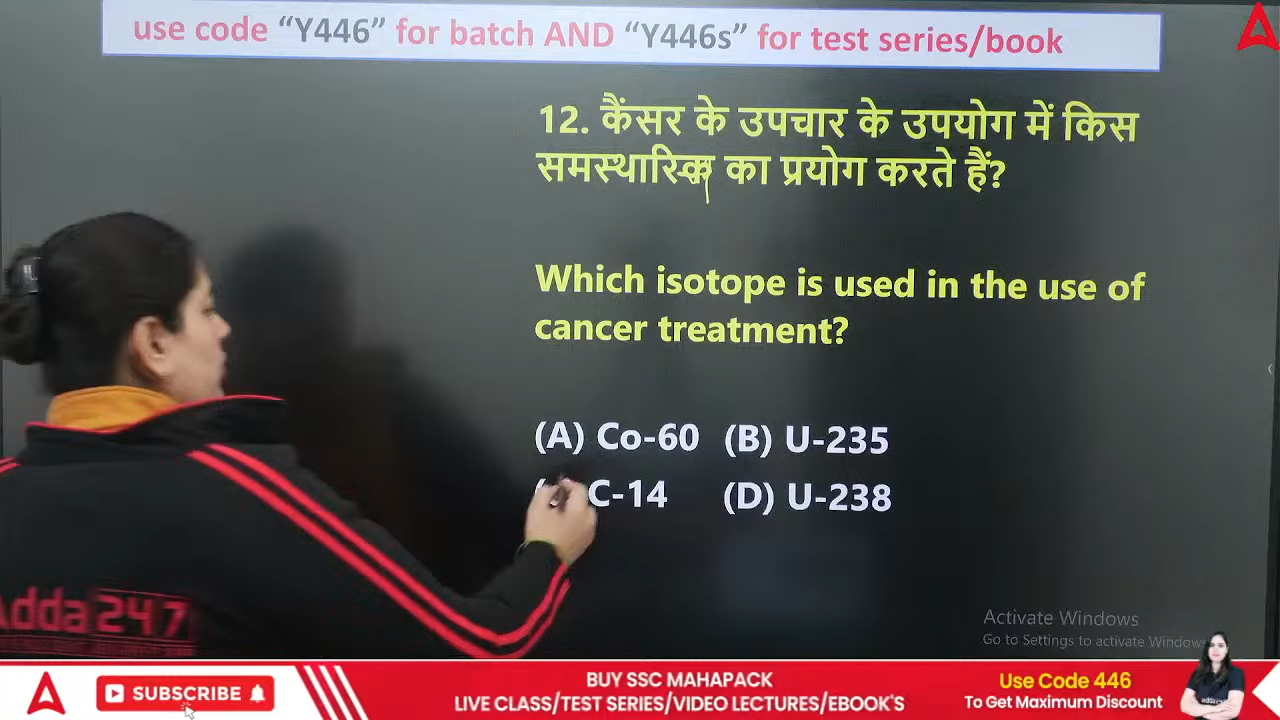 use code “Y446” for batch AND “Y446s” for test series/book
12. कैंसर के उपचार के उपयोग में किस
का प्रयोग करते हैं?
Which isotope is used in the use of
cancer treatment?
(A) Co-60 (B) U-235
C-14 (D) U-238
Adda247
Activate Windows
Go to Settings to activate Windows
SUBSCRIBE
BUY SSC MAHAPACK
LIVE CLASS/TEST SERIES/VIDEO LECTURES/EBOOK'S
Use Code 446
To Get Maximum Discount